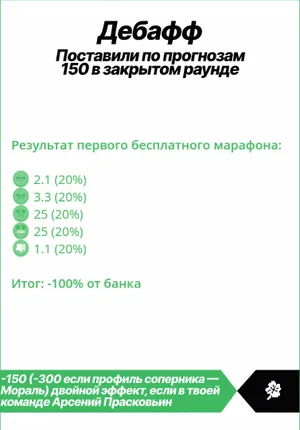 Дебафф
Поставили по прогнозам
150 в закрытом раунде
Результат первого бесплатного марафона:
2.1 (20%)
3.3 (20%)
25 (20%)
25 (20%)
1.1 (20%)
Итог: -100% от банка
-150 (-300 если профиль соперника —
Мораль) двойной эффект, если в твоей
команде Арсений Прасковьин